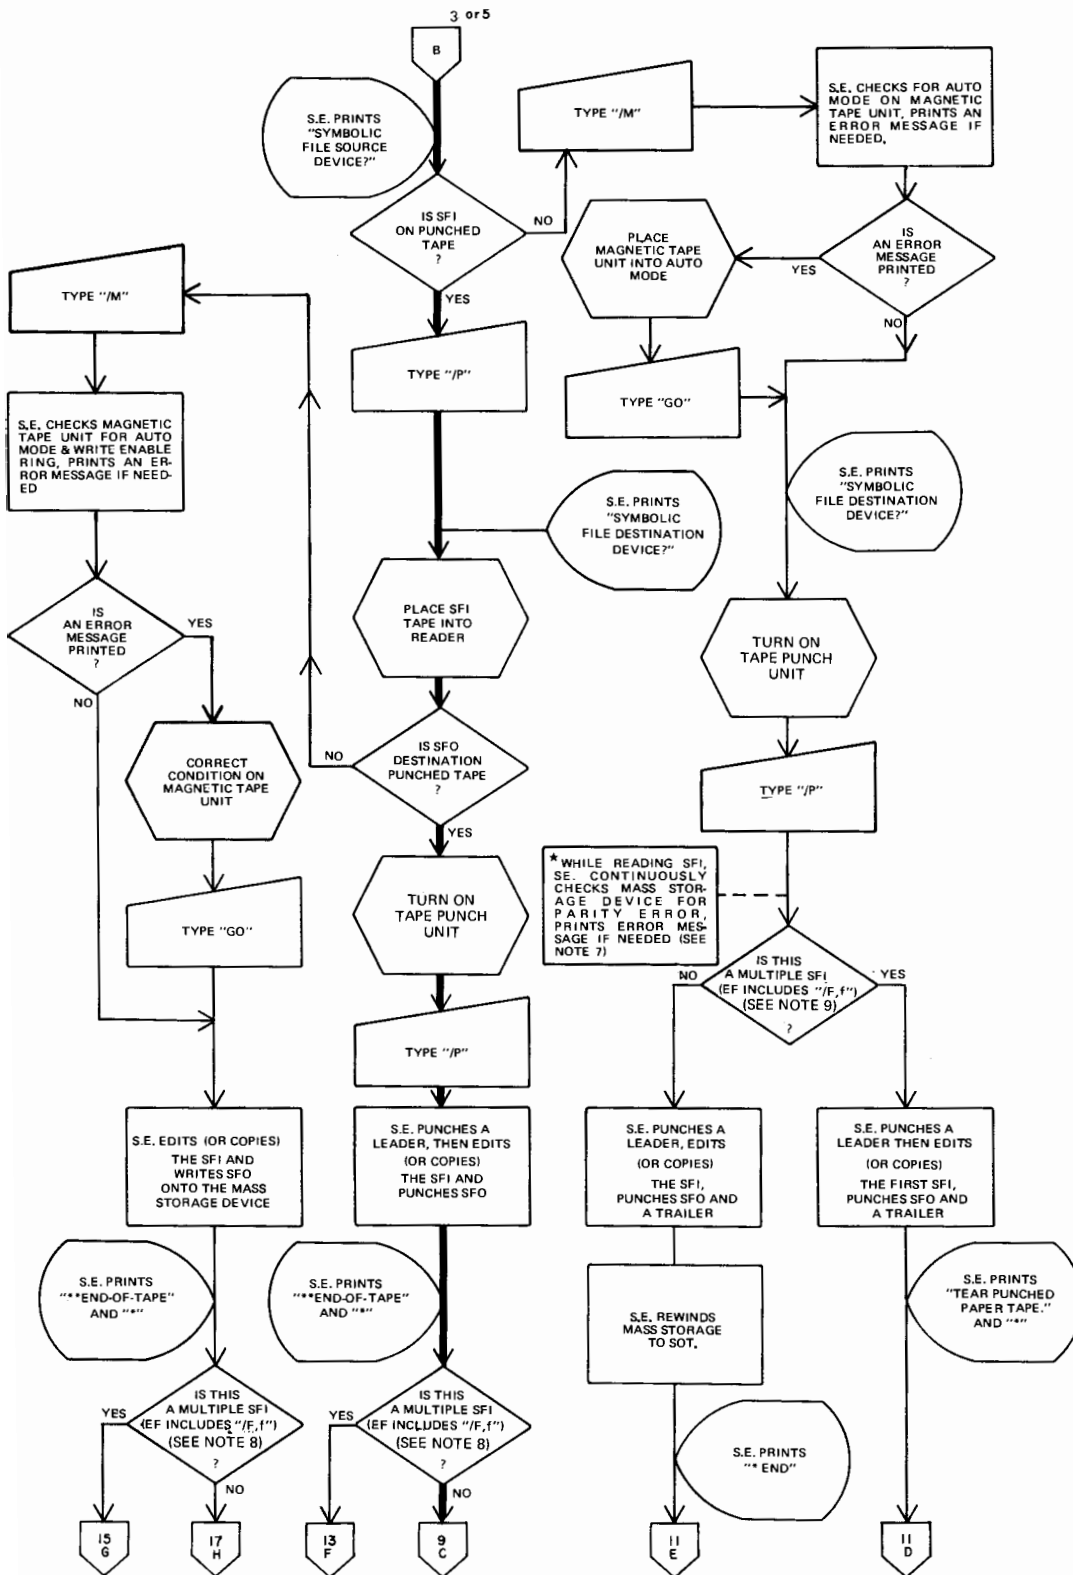 3 or 5
B
S.E. PRINTS
"SYMBOLIC
FILE SOURCE
DEVICE?"
TYPE "/M"
S.E. CHECKS FOR AUTO
MODE ON MAGNETIC
TAPE UNIT, PRINTS AN
ERROR MESSAGE IF
NEEDED.
IS SFI
ON PUNCHED
TAPE
?
NO
YES
PLACE
MAGNETIC TAPE
UNIT INTO AUTO
MODE
IS
AN ERROR
MESSAGE
PRINTED
?
YES
NO
TYPE "/M"
TYPE "/P"
TYPE "GO"
S.E. CHECKS MAGNETIC
TAPE UNIT FOR AUTO
MODE & WRITE ENABLE
RING, PRINTS AN ER-
ROR MESSAGE IF NEED-
ED
S.E. PRINTS
"SYMBOLIC
FILE DESTINATION
DEVICE?"
S.E. PRINTS
"SYMBOLIC
FILE DESTINATION
DEVICE?"
IS
AN ERROR
MESSAGE
PRINTED
?
YES
NO
PLACE SFI
TAPE INTO
READER
TURN ON
TAPE PUNCH
UNIT
CORRECT
CONDITION ON
MAGNETIC TAPE
UNIT
NO
IS SFO
DESTINATION
PUNCHED TAPE
?
YES
TYPE "/P"
TYPE "GO"
TURN ON
TAPE PUNCH
UNIT
* WHILE READING SFI,
SE. CONTINUOUSLY
CHECKS MASS STOR-
AGE DEVICE FOR
PARITY ERROR,
PRINTS ERROR MES-
SAGE IF NEEDED (SEE
NOTE 7)
IS THIS
A MULTIPLE SFI
(EF INCLUDES "/F,f")
(SEE NOTE 9)
?
NO
YES
TYPE "/P"
S.E. EDITS (OR COPIES)
THE SFI AND
WRITES SFO
ONTO THE MASS
STORAGE DEVICE
S.E. PUNCHES A
LEADER, THEN EDITS
(OR COPIES)
THE SFI AND
PUNCHES SFO
S.E. PUNCHES A
LEADER, EDITS
(OR COPIES)
THE SFI,
PUNCHES SFO AND
A TRAILER
S.E. PUNCHES A
LEADER THEN EDITS
(OR COPIES)
THE FIRST SFI,
PUNCHES SFO AND
A TRAILER
S.E. PRINTS
"**END-OF-TAPE"
AND "*"
S.E. PRINTS
"**END-OF-TAPE"
AND "*"
S.E. REWINDS
MASS STORAGE
TO SOT.
S.E. PRINTS
"TEAR PUNCHED
PAPER TAPE."
AND "*"
IS THIS
A MULTIPLE SFI
(EF INCLUDES "/F,f")
(SEE NOTE 8)
?
YES
NO
IS THIS
A MULTIPLE SFI
(EF INCLUDES "/F,f")
(SEE NOTE 8)
?
YES
NO
S.E. PRINTS
"* END"
15
G
17
H
13
F
9
C
11
E
11
D